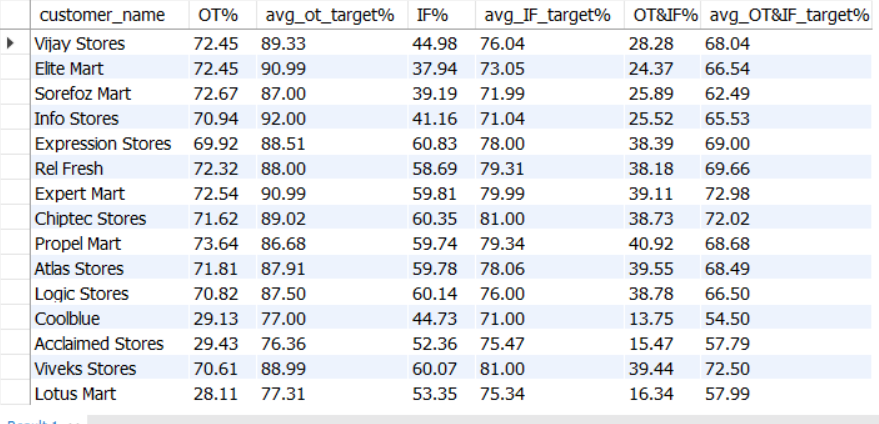 customer_name OT% avg_ot_target% IF% avg_IF_target% OT&IF% avg_OT&IF_target%
Vijay Stores 72.45 89.33 44.98 76.04 28.28 68.04
Elite Mart 72.45 90.99 37.94 73.05 24.37 66.54
Sorefoz Mart 72.67 87.00 39.19 71.99 25.89 62.49
Info Stores 70.94 92.00 41.16 71.04 25.52 65.53
Expression Stores 69.92 88.51 60.83 78.00 38.39 69.00
Rel Fresh 72.32 88.00 58.69 79.31 38.18 69.66
Expert Mart 72.54 90.99 59.81 79.99 39.11 72.98
Chiptec Stores 71.62 89.02 60.35 81.00 38.73 72.02
Propel Mart 73.64 86.68 59.74 79.34 40.92 68.68
Atlas Stores 71.81 87.91 59.78 78.06 39.55 68.49
Logic Stores 70.82 87.50 60.14 76.00 38.78 66.50
Coolblue 29.13 77.00 44.73 71.00 13.75 54.50
Acclaimed Stores 29.43 76.36 52.36 75.47 15.47 57.79
Viveks Stores 70.61 88.99 60.07 81.00 39.44 72.50
Lotus Mart 28.11 77.31 53.35 75.34 16.34 57.99